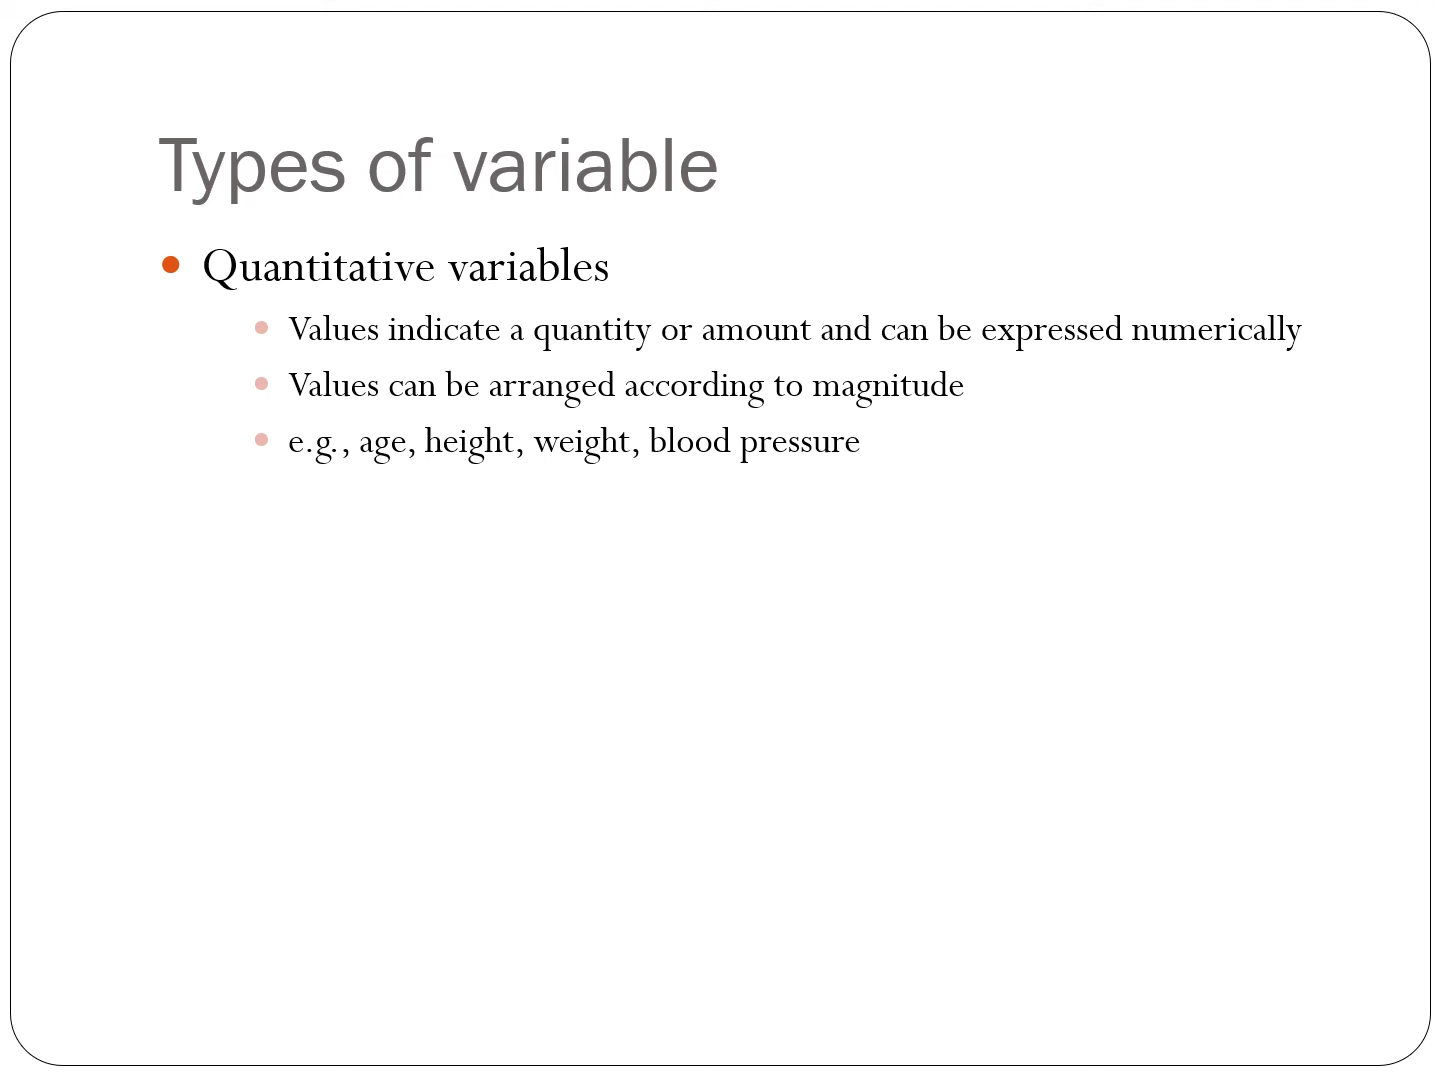 Types of variable
Quantitative variables
Values indicate a quantity or amount and can be expressed numerically
Values can be arranged according to magnitude
e.g., age, height, weight, blood pressure